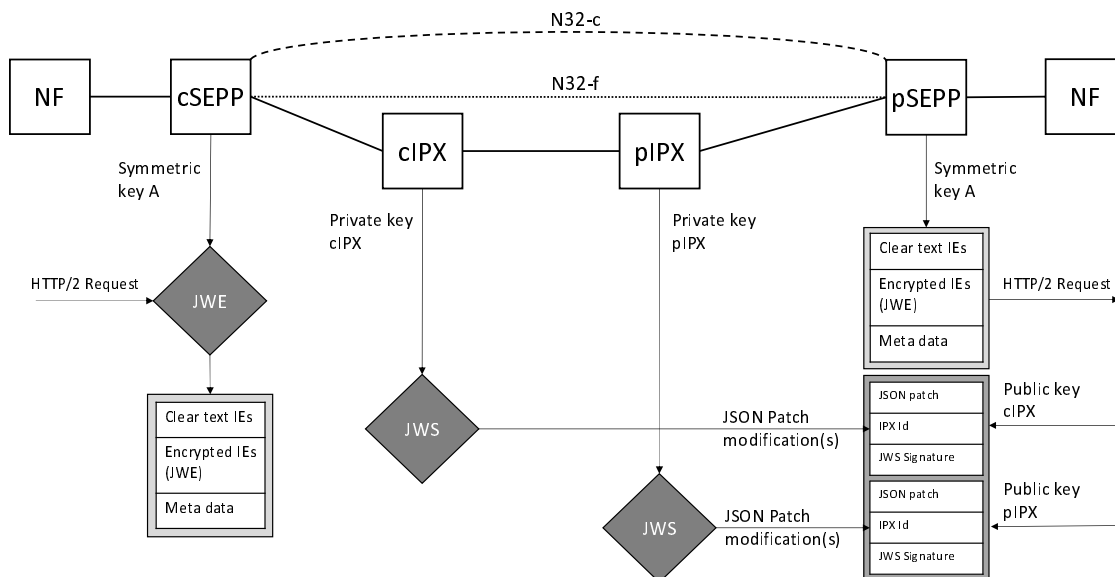 N32-c
N32-f
NF
cSEPP
pSEPP
NF
cIPX
pIPX
Symmetric
key A
Private key
cIPX
Private key
pIPX
Symmetric
key A
HTTP/2 Request
JWE
Clear text IEs
Encrypted IEs
(JWE)
Meta data
HTTP/2 Request
Clear text IEs
Encrypted IEs
(JWE)
Meta data
JWS
JSON Patch
modification(s)
JSON patch
IPX Id
JWS Signature
Public key
cIPX
JWS
JSON Patch
modification(s)
JSON patch
IPX Id
JWS Signature
Public key
pIPX